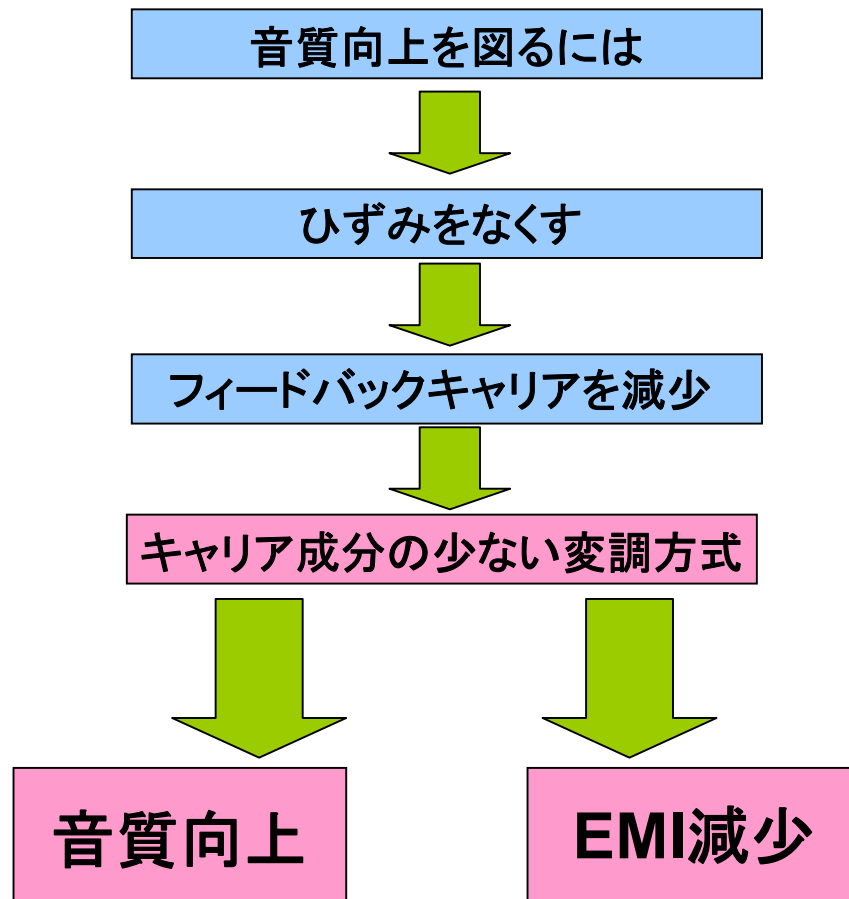 音質向上を図るには
ひずみをなくす
フィードバックキャリアを減少
キャリア成分の少ない変調方式
音質向上
EMI減少